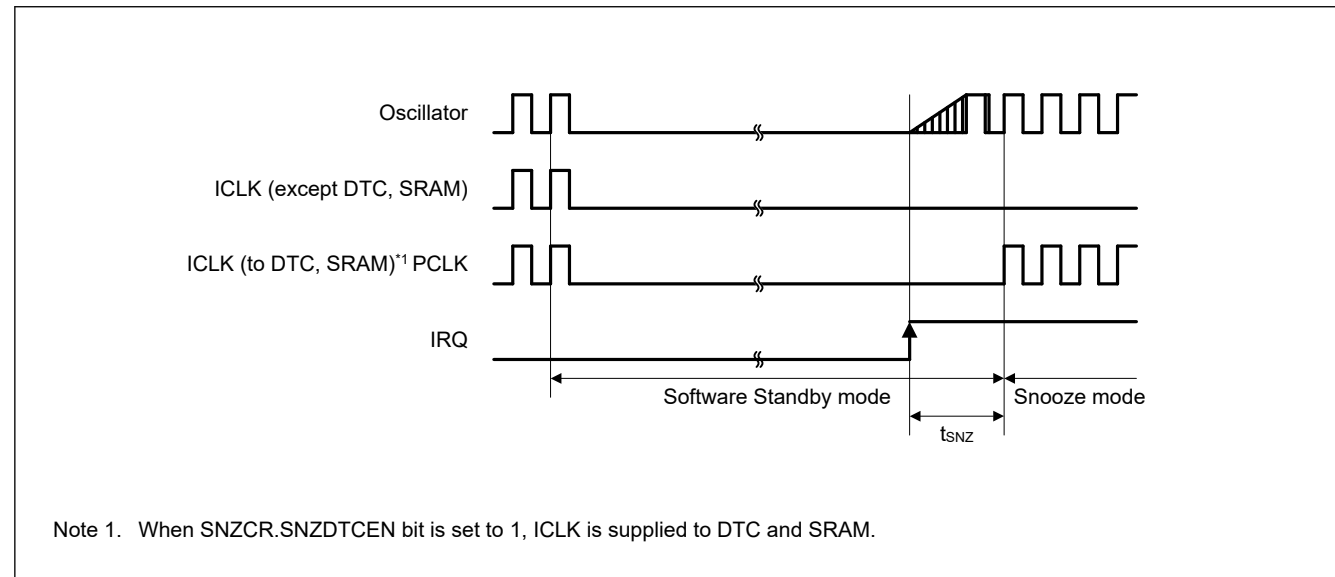 Oscillator
ICLK (except DTC, SRAM)
ICLK (to DTC, SRAM)*1 PCLK
IRQ
Software Standby mode
Snooze mode
tSNZ
Note 1. When SNZCR.SNZDTCEN bit is set to 1, ICLK is supplied to DTC and SRAM.